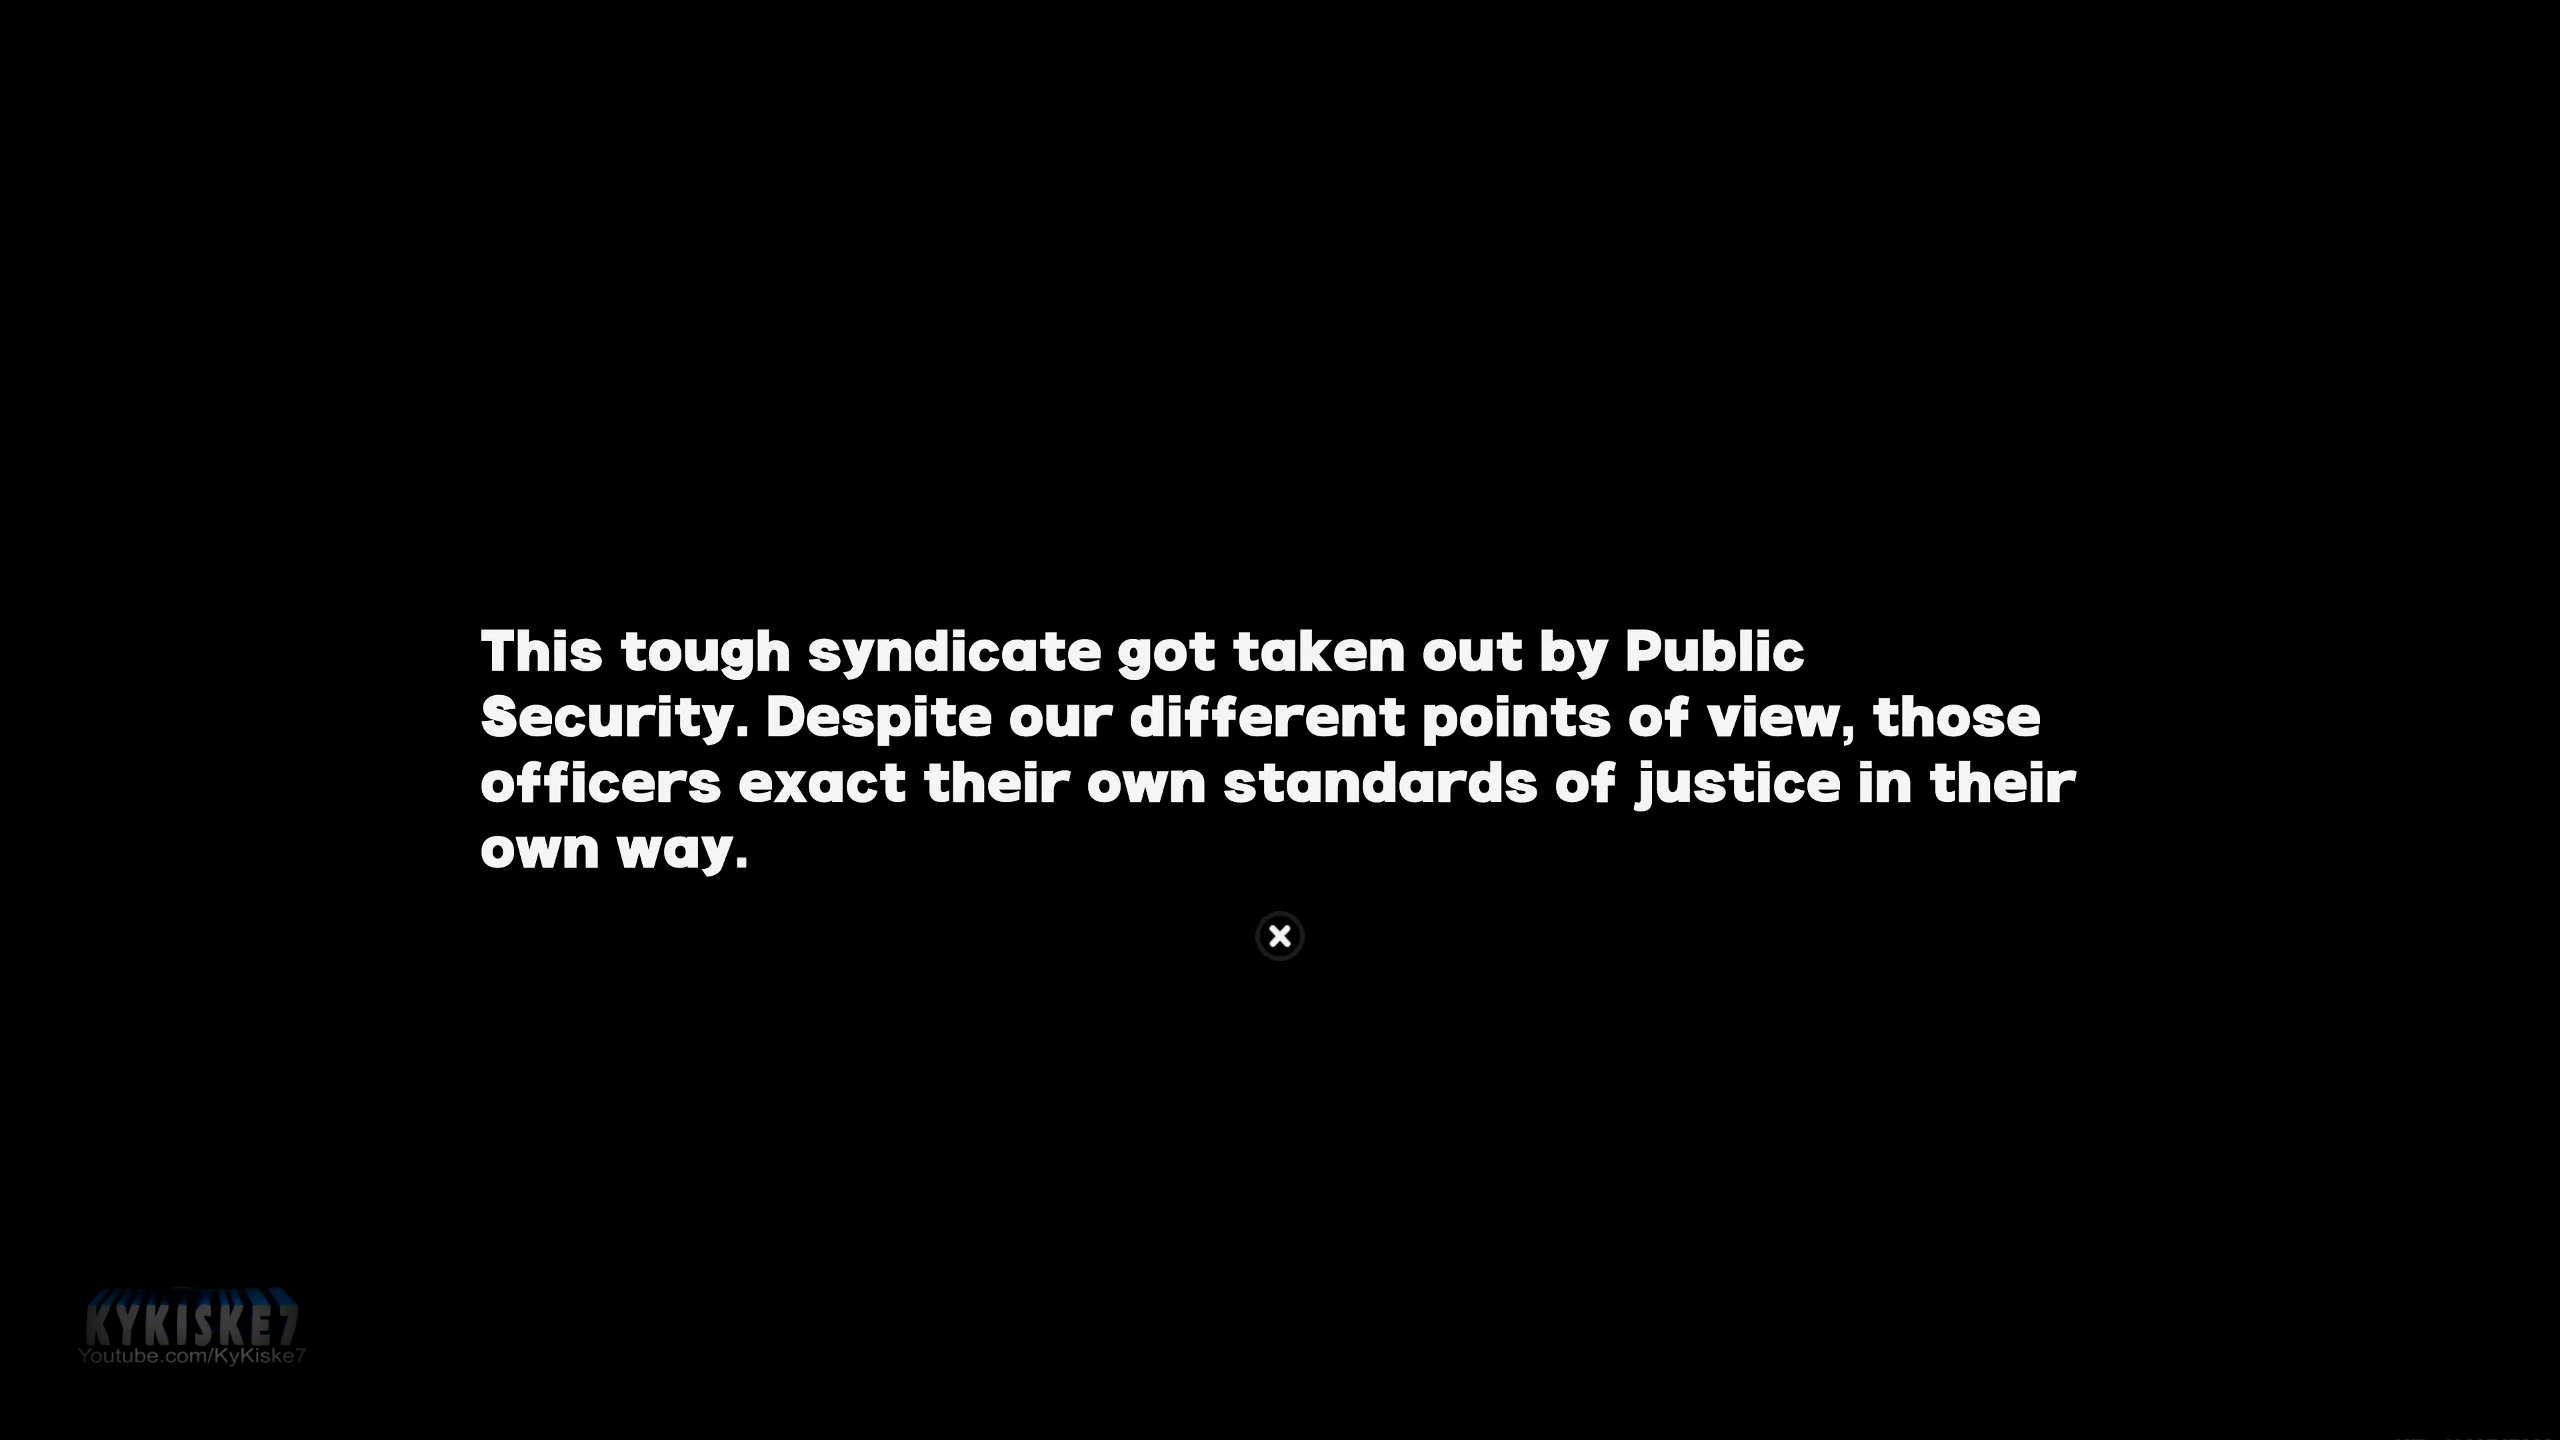 This tough syndicate got taken out by Public
Security. Despite our different points of view, those
officers exact their own standards of justice in their
own way.
KYKISKE7
Youtube.com/KyKiske7